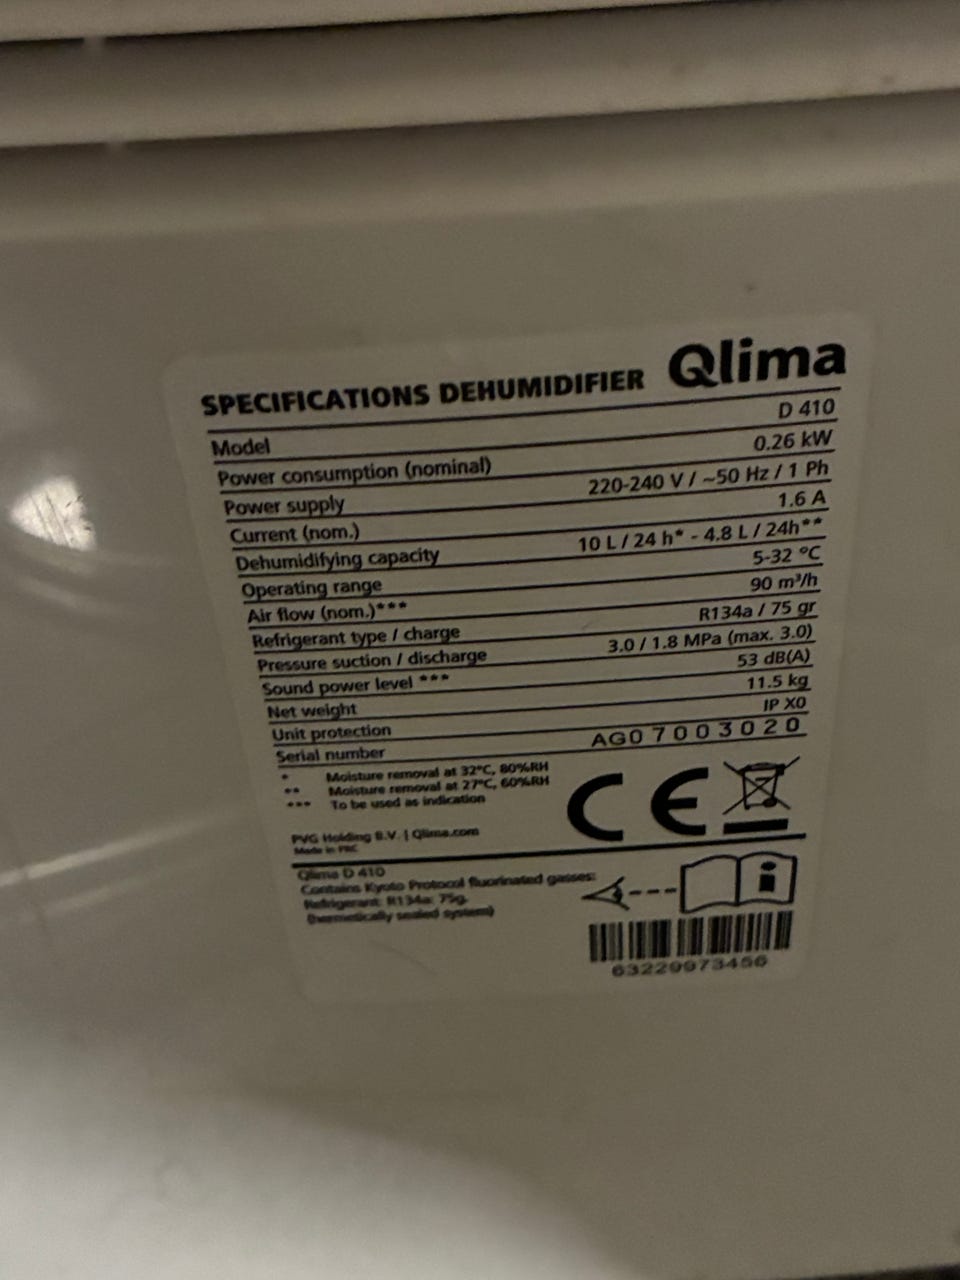 SPECIFICATIONS DEHUMIDIFIER Qlima
Model D 410
Power consumption (nominal) 0.26 kW
Power supply 220-240 V / ~50 Hz / 1 Ph
Current (nom.) 1.6 A
Dehumidifying capacity 10 L / 24 h* - 4.8 L / 24h**
Operating range 5-32 °C
Air flow (nom.)*** 90 m³/h
Refrigerant type / charge R134a / 75 gr
Pressure suction / discharge 3.0 / 1.8 MPa (max. 3.0)
Sound power level *** 53 dB(A)
Net weight 11.5 kg
Unit protection IP X0
Serial number AG07003020
* Moisture removal at 32°C, 80%RH
** Moisture removal at 27°C, 60%RH
*** To be used as indication
CE
PVG Holding B.V. | Qlima.com
Made in PRC
Qlima D 410
Contains Kyoto Protocol fluorinated gasses:
Refrigerant: R134a: 75g.
(hermetically sealed system)
i
63229973456